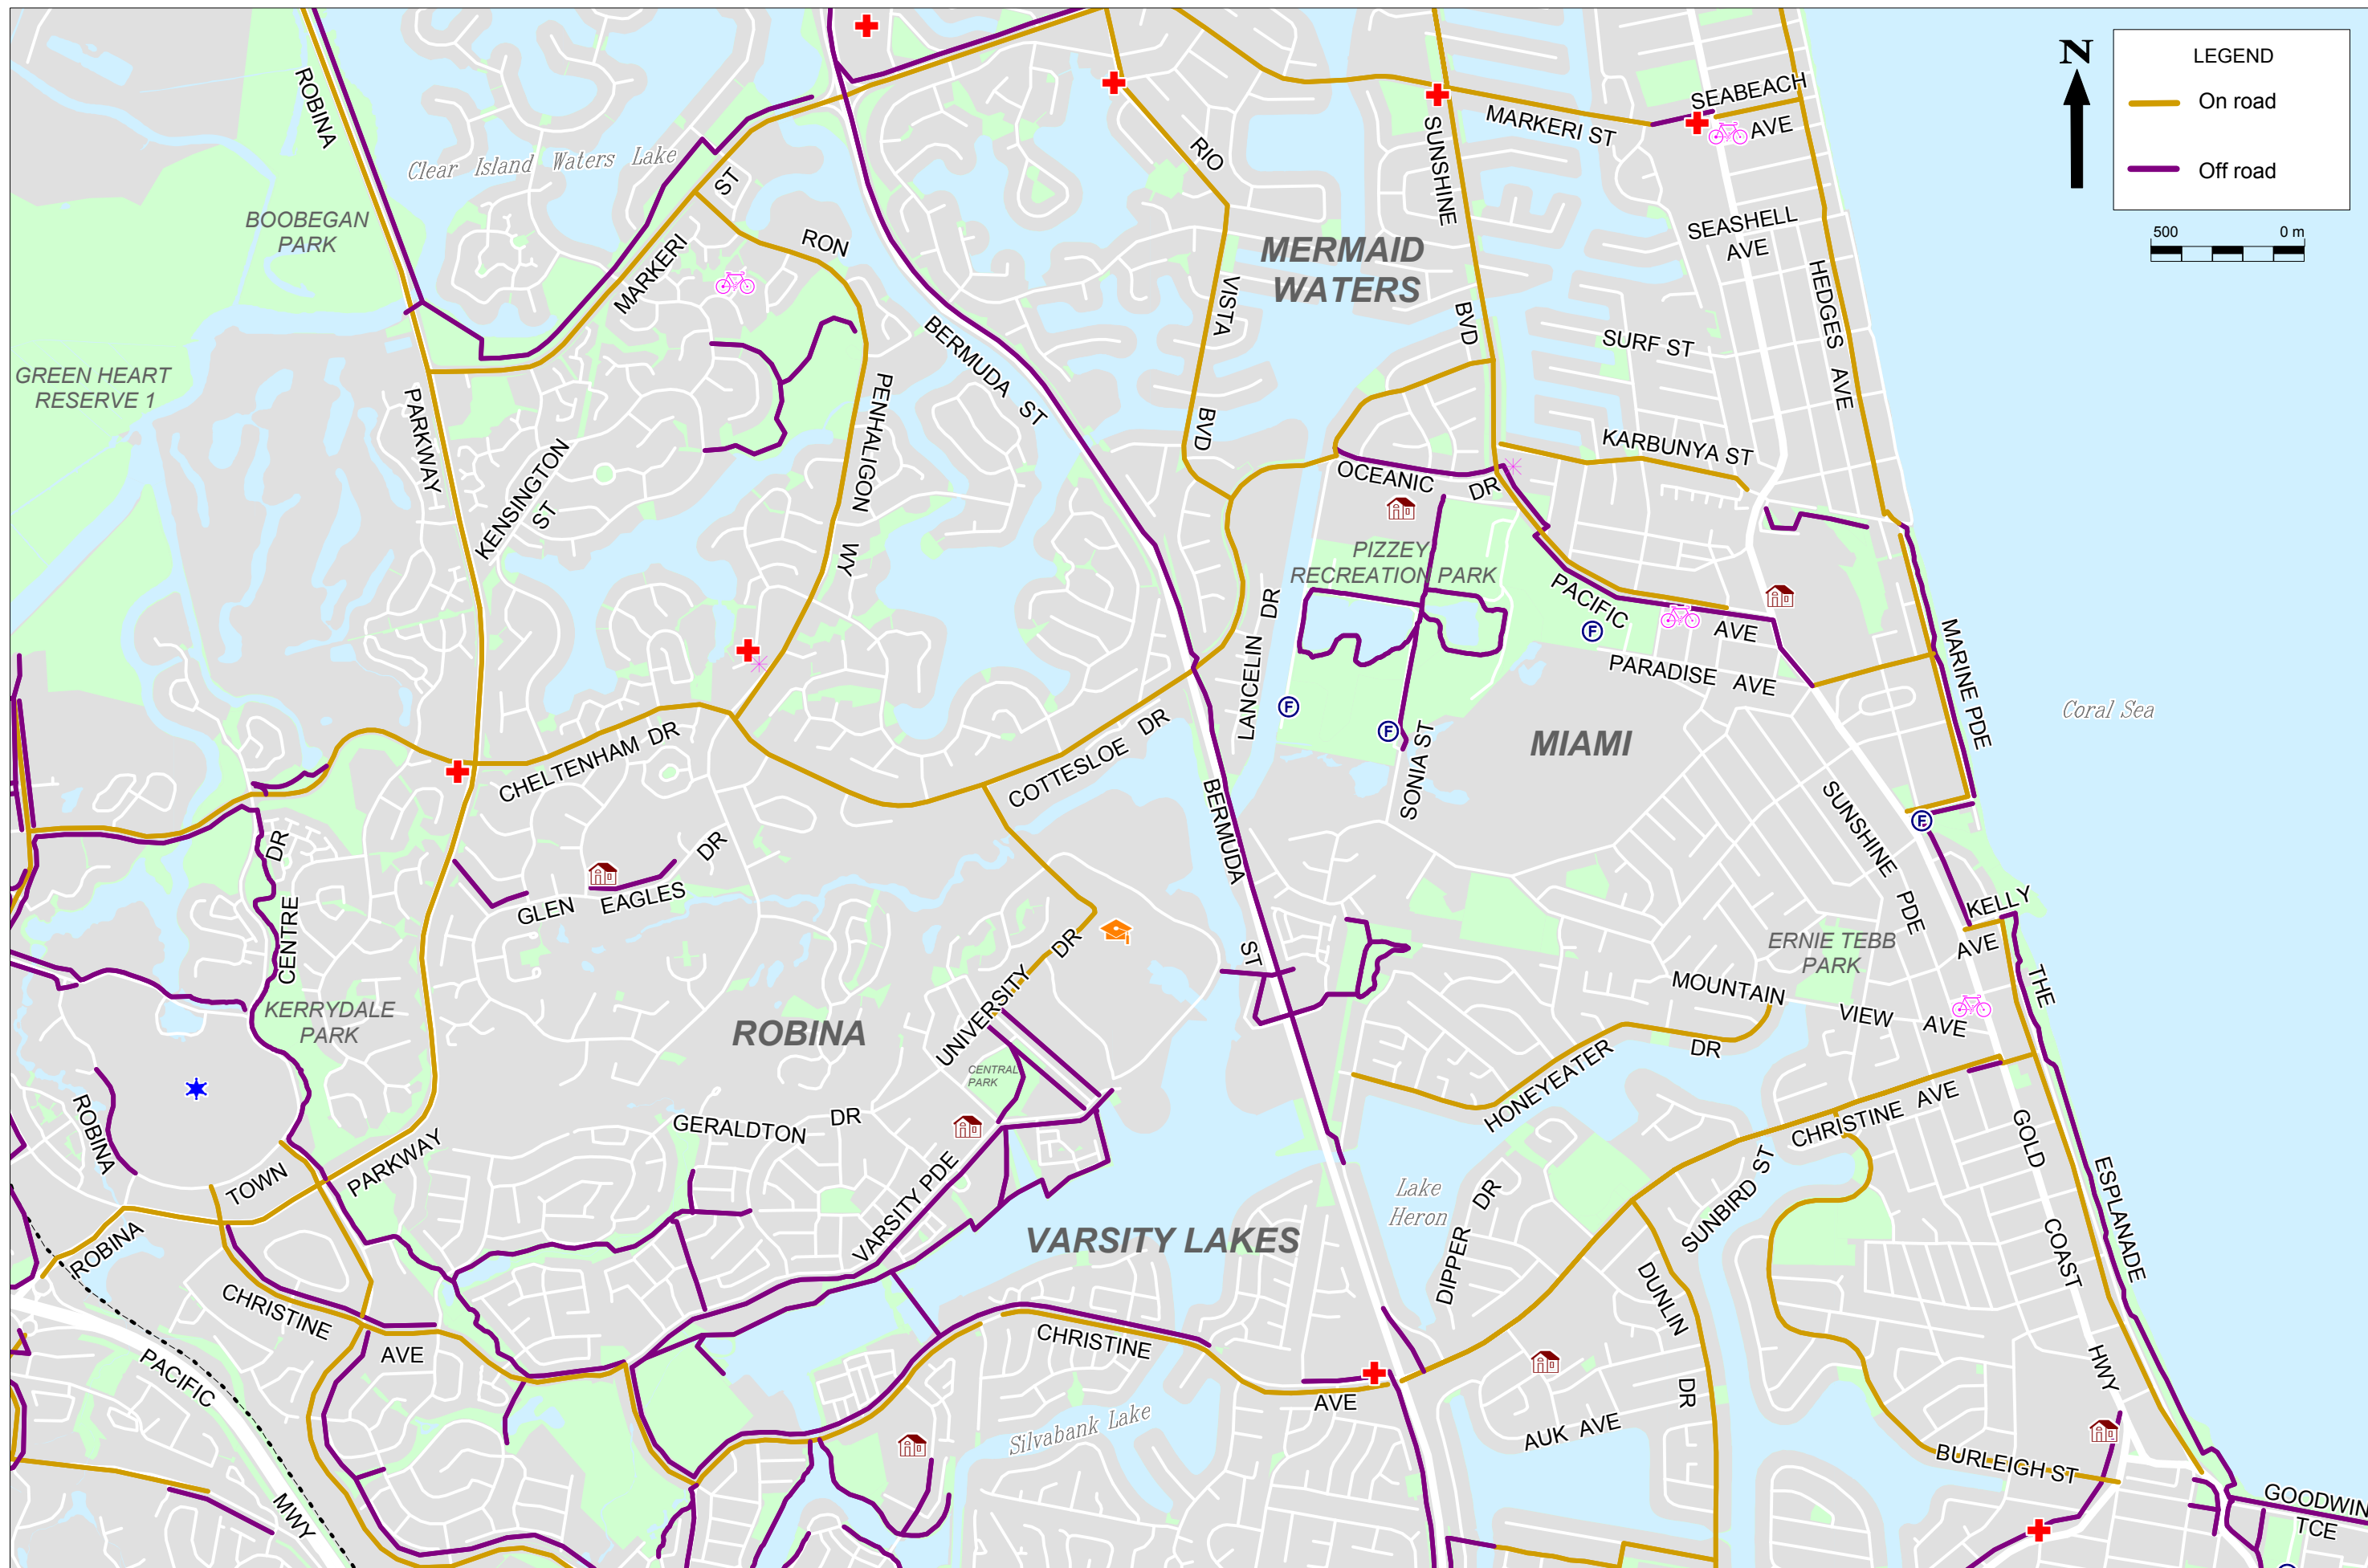 N
LEGEND
On road
Off road
500
0 m
ROBINA
Clear Island Waters Lake
BOOBEGAN
PARK
ST
RON
MARKERI
RIO
SUNSHINE
MARKERI ST
SEABEACH
AVE
SEASHELL
AVE
MERMAID
WATERS
VISTA
BVD
HEDGES AVE
BERMUDA ST
SURF ST
GREEN HEART
RESERVE 1
PARKWAY
PENHALIGON WY
BVD
KENSINGTON
ST
KARBUNYA ST
OCEANIC
DR
PIZZEY
RECREATION PARK
PACIFIC
F
AVE
LANCELIN DR
PARADISE AVE
MARINE PDE
Coral Sea
F
F
MIAMI
SONIA ST
CHELTENHAM DR
COTTESLOE DR
BERMUDA
ST
SUNSHINE PDE
F
DR
CENTRE
DR
GLEN EAGLES
KELLY
AVE
ERNIE TEBB
PARK
THE
UNIVERSITY DR
MOUNTAIN
VIEW AVE
KERRYDALE
PARK
ROBINA
CENTRAL
PARK
HONEYEATER
DR
ROBINA
GERALDTON DR
CHRISTINE AVE
GOLD
TOWN
PARKWAY
VARSITY PDE
SUNBIRD ST
ESPLANADE
Lake
Heron
DIPPER DR
ROBINA
VARSITY LAKES
COAST
CHRISTINE
AVE
DUNLIN
DR
CHRISTINE
AVE
HWY
PACIFIC
MWY
Silvabank Lake
AUK AVE
BURLEIGH ST
GOODWIN
TCE